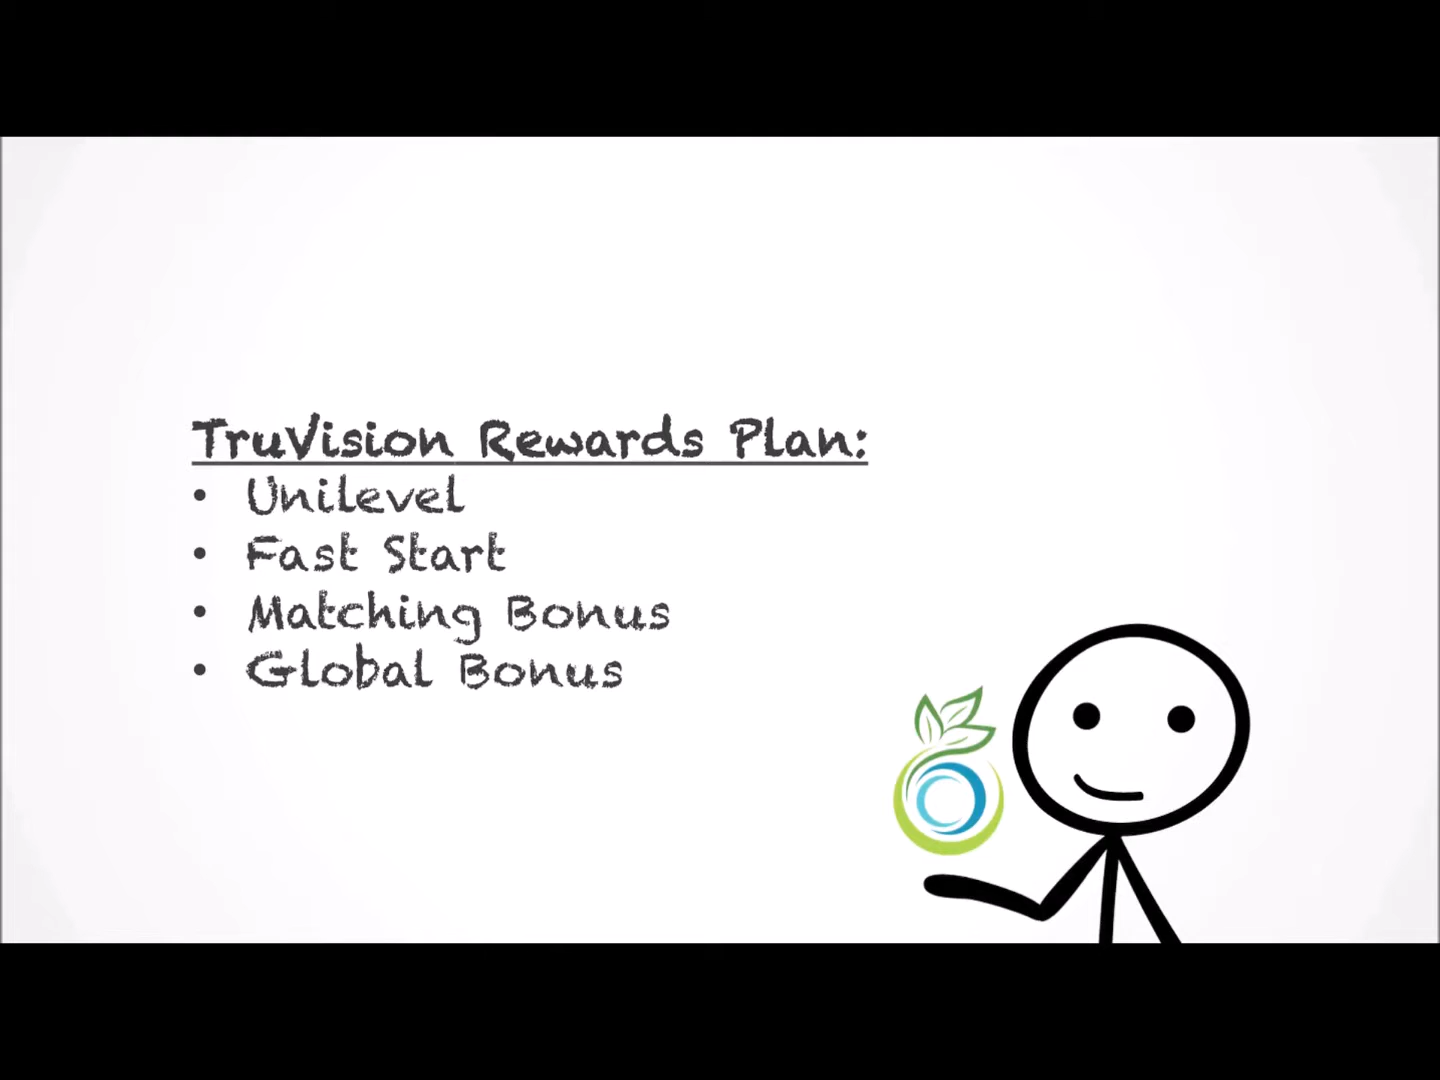 TruVision Rewards Plan:
• Unilevel
• Fast Start
• Matching Bonus
• Global Bonus